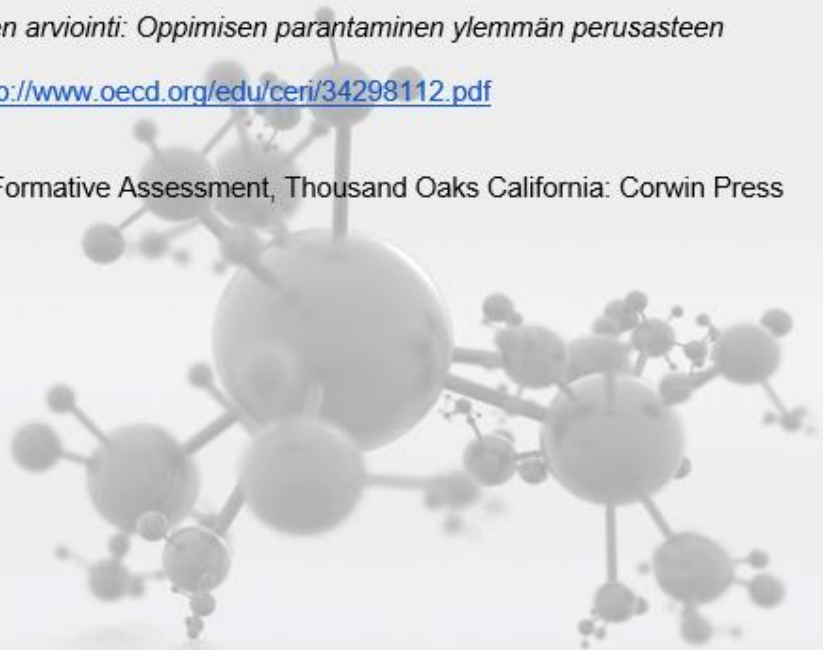 en arviointi: Oppimisen parantaminen ylemmän perusasteen
p://www.oecd.org/edu/ceri/34298112.pdf
Formative Assessment, Thousand Oaks California: Corwin Press